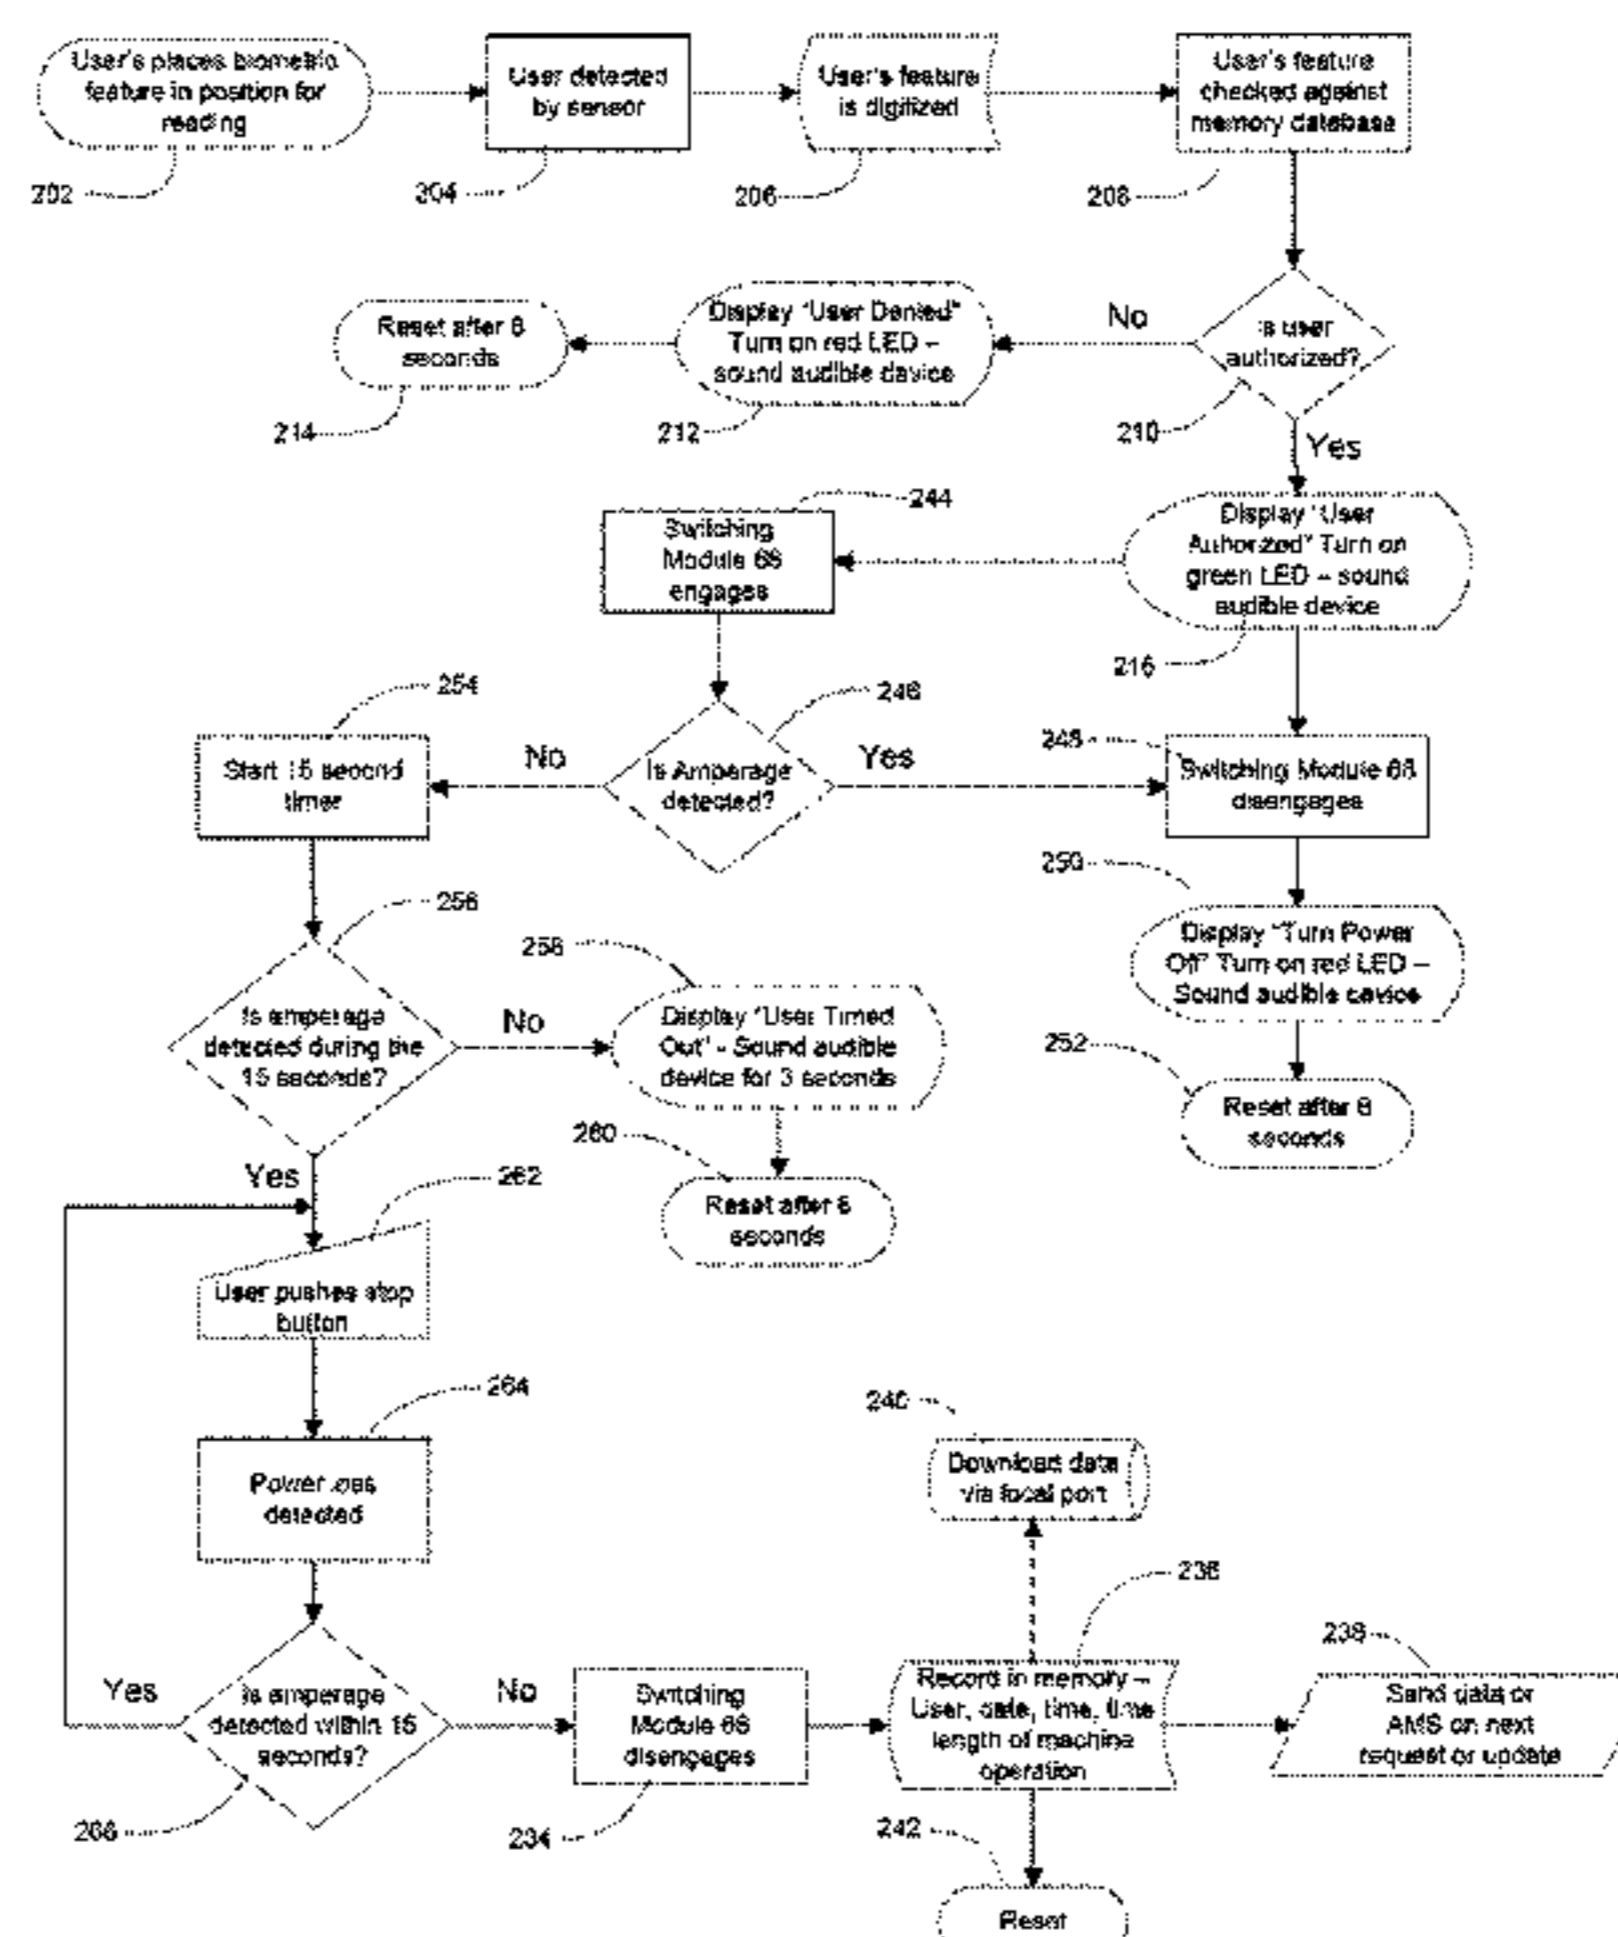 User's places biometric
feature in position for
reading
202
User detected
by sensor
204
User's feature
is digitized
206
User's feature
checked against
memory database
208
Is user
authorized?
210
No
Yes
Display "User Denied"
Turn on red LED –
sound audible device
212
Reset after 6
seconds
214
Display "User
Authorized" Turn on
green LED – sound
audible device
216
Switching
Module 66
engages
244
Is Amperage
detected?
246
No
Yes
Switching Module 66
disengages
248
Display "Turn Power
Off" Turn on red LED –
Sound audible device
250
Reset after 6
seconds
252
Start 15 second
timer
254
Is amperage
detected during the
15 seconds?
256
No
Yes
Display "User Timed
Out" - Sound audible
device for 3 seconds
258
Reset after 6
seconds
260
User pushes stop
button
262
Power loss
detected
264
Is amperage
detected within 15
seconds?
266
Yes
No
Switching
Module 66
disengages
234
Record in memory –
User, date, time, time
length of machine
operation
236
Download data
via local port
240
Send data or
AMS on next
request or update
238
Reset
242